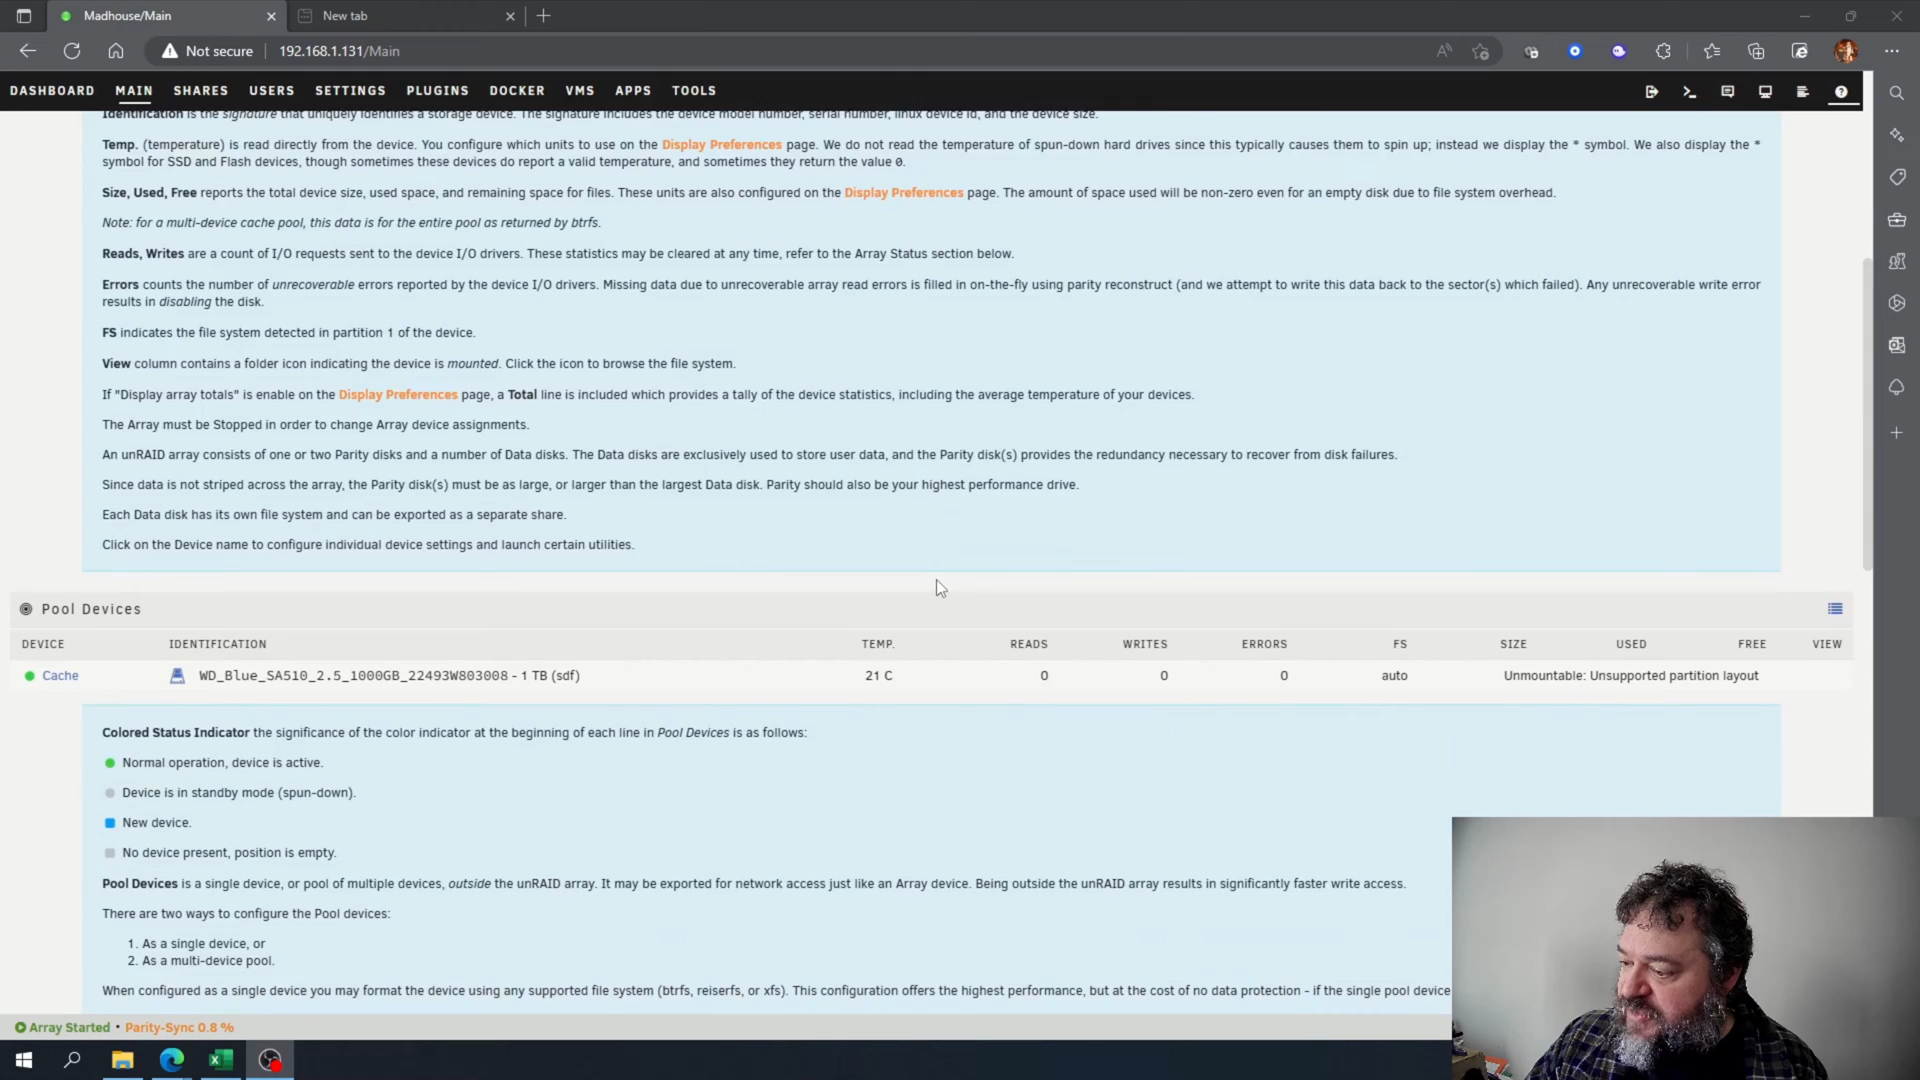 Madhouse/Main
New tab
Not secure
192.168.1.131/Main
DASHBOARD MAIN SHARES USERS SETTINGS PLUGINS DOCKER VMS APPS TOOLS
Identification is the signature that uniquely identifies a storage device. The signature includes the device model number, serial number, linux device id, and the device size.
Temp. (temperature) is read directly from the device. You configure which units to use on the Display Preferences page. We do not read the temperature of spun-down hard drives since this typically causes them to spin up; instead we display the * symbol. We also display the *
symbol for SSD and Flash devices, though sometimes these devices do report a valid temperature, and sometimes they return the value 0.
Size, Used, Free reports the total device size, used space, and remaining space for files. These units are also configured on the Display Preferences page. The amount of space used will be non-zero even for an empty disk due to file system overhead.
Note: for a multi-device cache pool, this data is for the entire pool as returned by btrfs.
Reads, Writes are a count of I/O requests sent to the device I/O drivers. These statistics may be cleared at any time, refer to the Array Status section below.
Errors counts the number of unrecoverable errors reported by the device I/O drivers. Missing data due to unrecoverable array read errors is filled in on-the-fly using parity reconstruct (and we attempt to write this data back to the sector(s) which failed). Any unrecoverable write error
results in disabling the disk.
FS indicates the file system detected in partition 1 of the device.
View column contains a folder icon indicating the device is mounted. Click the icon to browse the file system.
If "Display array totals" is enable on the Display Preferences page, a Total line is included which provides a tally of the device statistics, including the average temperature of your devices.
The Array must be Stopped in order to change Array device assignments.
An unRAID array consists of one or two Parity disks and a number of Data disks. The Data disks are exclusively used to store user data, and the Parity disk(s) provides the redundancy necessary to recover from disk failures.
Since data is not striped across the array, the Parity disk(s) must be as large, or larger than the largest Data disk. Parity should also be your highest performance drive.
Each Data disk has its own file system and can be exported as a separate share.
Click on the Device name to configure individual device settings and launch certain utilities.
Pool Devices
DEVICE IDENTIFICATION TEMP. READS WRITES ERRORS FS SIZE USED FREE VIEW
Cache WD_Blue_SA510_2.5_1000GB_22493W803008 - 1 TB (sdf) 21 C 0 0 0 auto Unmountable: Unsupported partition layout
Colored Status Indicator the significance of the color indicator at the beginning of each line in Pool Devices is as follows:
Normal operation, device is active.
Device is in standby mode (spun-down).
New device.
No device present, position is empty.
Pool Devices is a single device, or pool of multiple devices, outside the unRAID array. It may be exported for network access just like an Array device. Being outside the unRAID array results in significantly faster write access.
There are two ways to configure the Pool devices:
1. As a single device, or
2. As a multi-device pool.
When configured as a single device you may format the device using any supported file system (btrfs, reiserfs, or xfs). This configuration offers the highest performance, but at the cost of no data protection - if the single pool device
Array Started • Parity-Sync 0.8 %